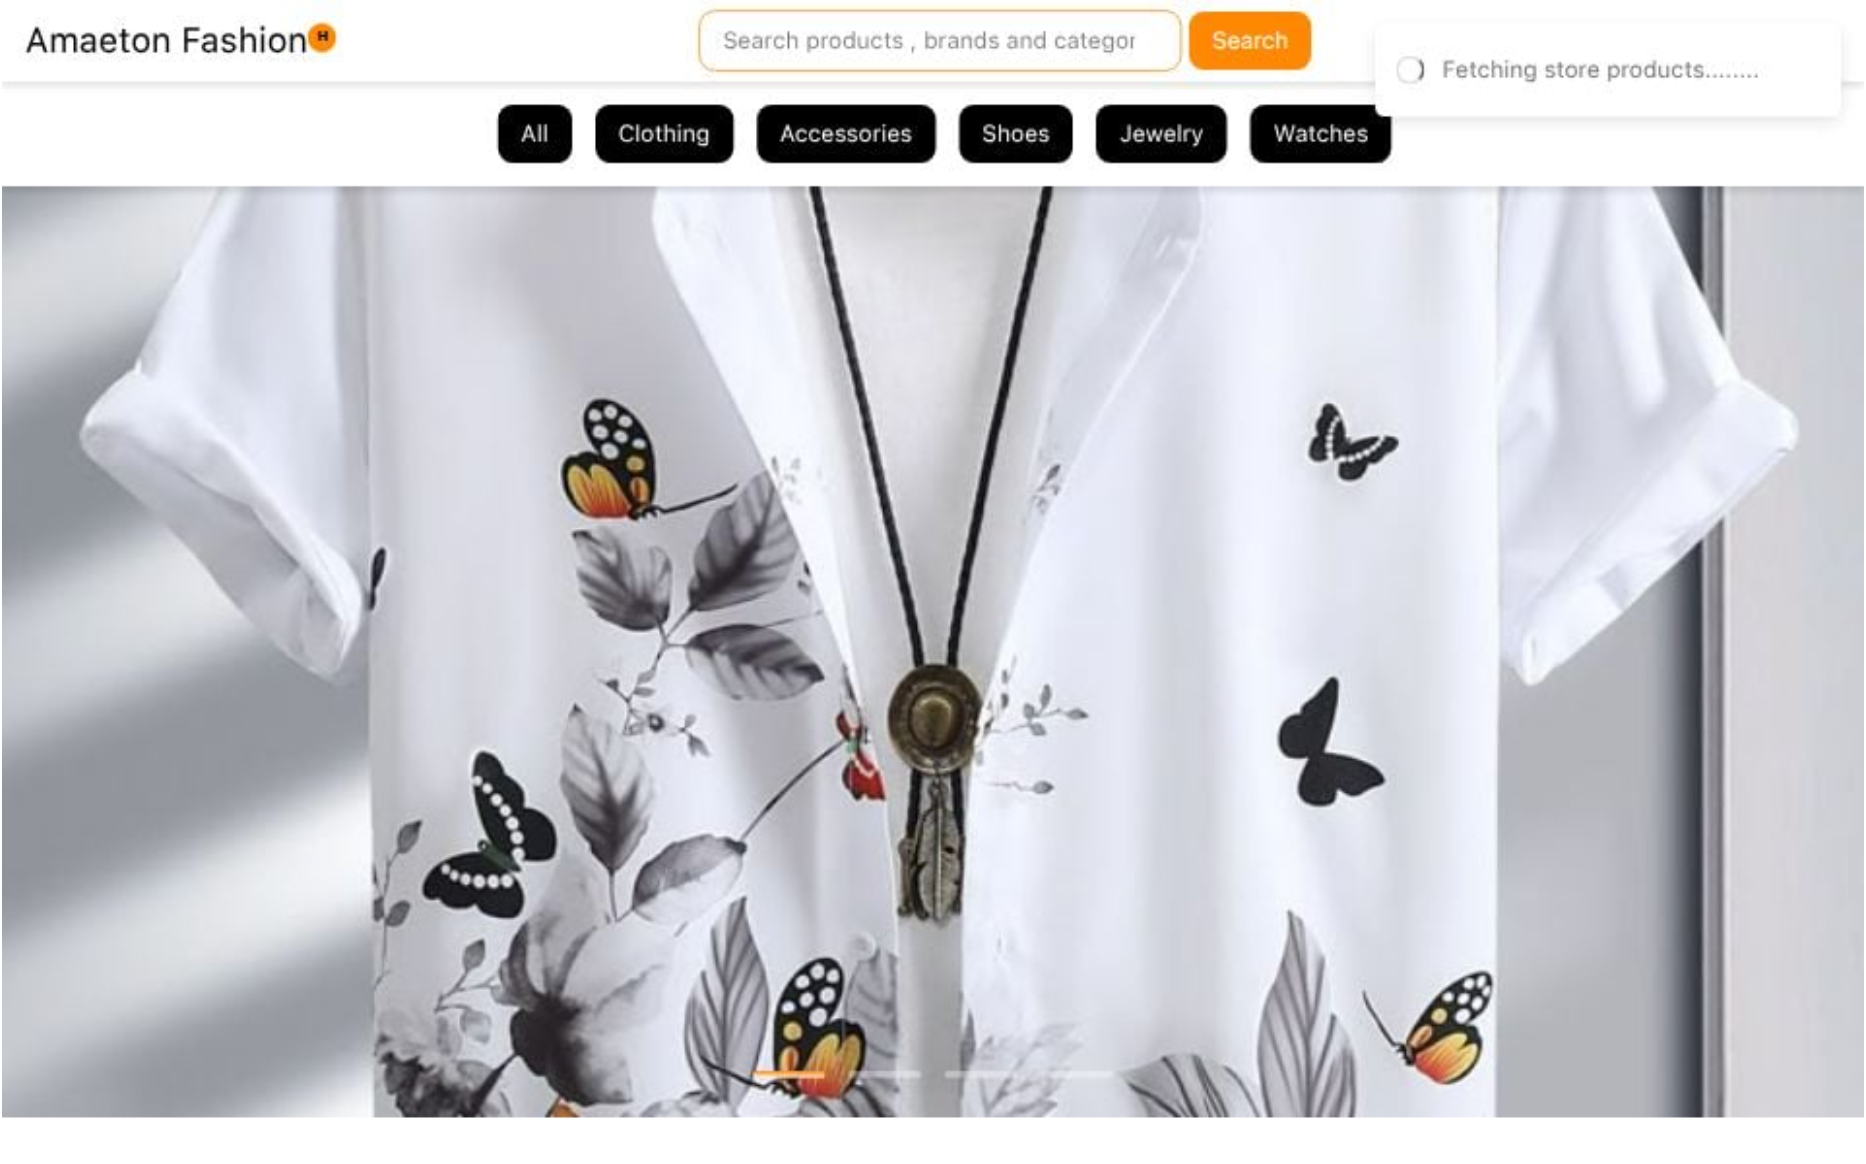 Amaeton Fashion H
Search products , brands and categor
Search
Fetching store products........
All
Clothing
Accessories
Shoes
Jewelry
Watches